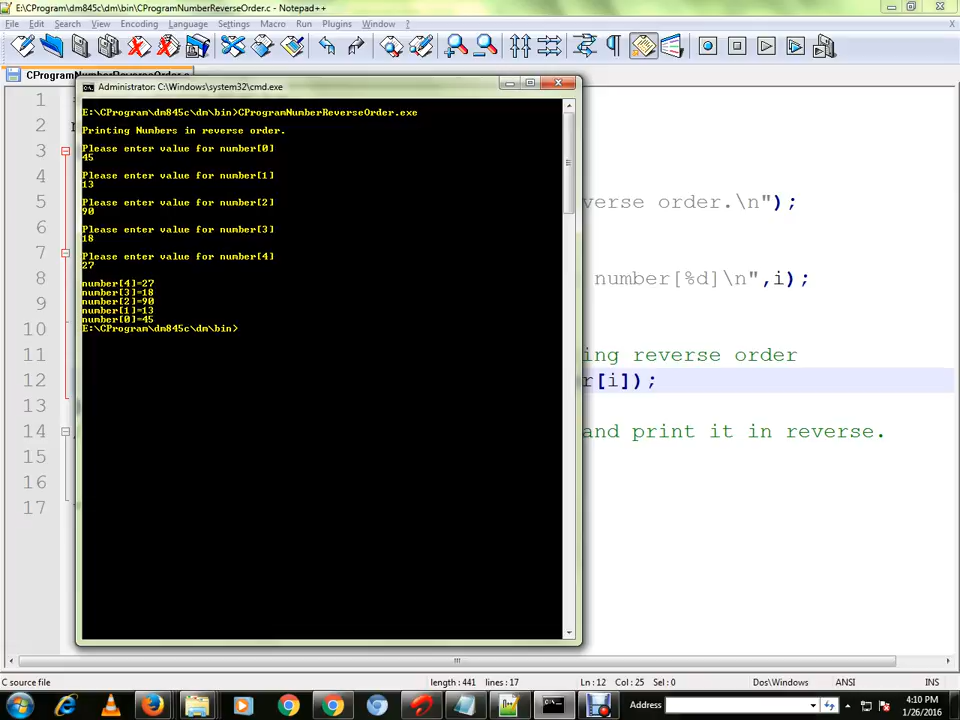 E:\CProgram\dm845c\dm\bin\CProgramNumberReverseOrder.c - Notepad++
File Edit Search View Encoding Language Settings Macro Run Plugins Window ?
CProgramNumberReverseOrder.c
Administrator: C:\Windows\system32\cmd.exe
E:\CProgram\dm845c\dm\bin>CProgramNumberReverseOrder.exe
Printing Numbers in reverse order.
Please enter value for number[0]
45
Please enter value for number[1]
13
Please enter value for number[2]
90
Please enter value for number[3]
18
Please enter value for number[4]
27
number[4]=27
number[3]=18
number[2]=90
number[1]=13
number[0]=45
E:\CProgram\dm845c\dm\bin>
1
2
3
4
5 verse order.\n");
6
7
8 number[%d]\n",i);
9
10
11 ing reverse order
12 r[i]);
13
14 and print it in reverse.
15
16
17
C source file length : 441 lines : 17 Ln : 12 Col : 25 Sel : 0 Dos\Windows ANSI INS
Address
4:10 PM
1/26/2016